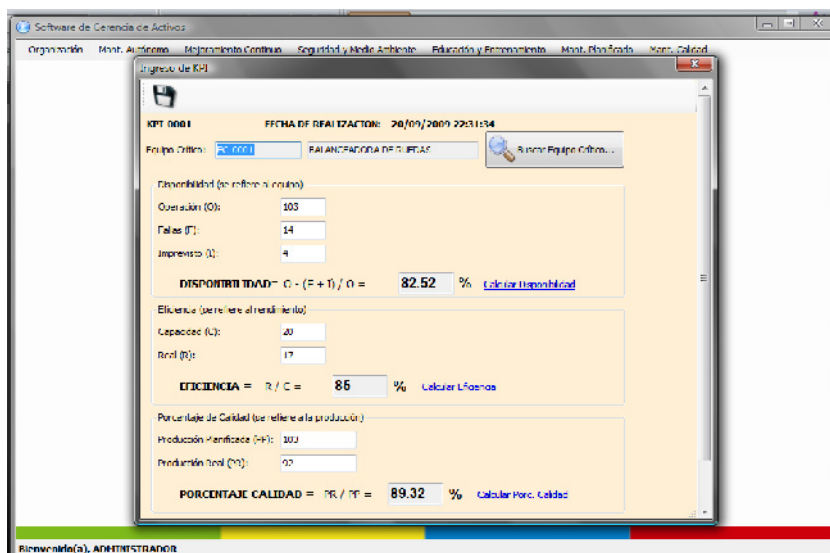 Software de Gerencia de Activos
Organización Mant. Autónomo Mejoramiento Continuo Seguridad y Medio Ambiente Educación y Entrenamiento Mant. Planificado Mant. Calidad
Ingreso de KPI
KPI-0001 FECHA DE REALIZACION: 20/09/2009 22:31:34
Equipo Crítico: EC-0001 BALANCEADORA DE RUEDAS Buscar Equipo Crítico...
Disponibilidad (se refiere al equipo)
Operación (O): 103
Fallas (F): 14
Imprevisto (I): 4
DISPONIBILIDAD= O - (F + I) / O = 82.52 % Calcular Disponibilidad
Eficiencia (se refiere al rendimiento)
Capacidad (C): 20
Real (R): 17
EFICIENCIA = R / C = 85 % Calcular Eficiencia
Porcentaje de Calidad (se refiere a la producción)
Producción Planificada (PP): 103
Producción Real (PR): 92
PORCENTAJE CALIDAD = PR / PP = 89.32 % Calcular Porc. Calidad
Bienvenido(a), ADMINISTRADOR